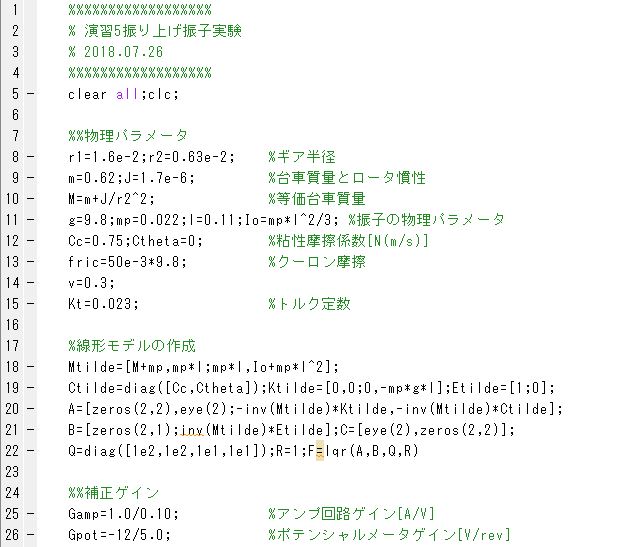 1 %%%%%%%%%%%%%%%%%%
2 % 演習5振り上げ振子実験
3 % 2018.07.26
4 %%%%%%%%%%%%%%%%%%
5 - clear all;clc;
6
7 %%物理パラメータ
8 - r1=1.6e-2;r2=0.63e-2; %ギア半径
9 - m=0.62;J=1.7e-6; %台車質量とロータ慣性
10 - M=m+J/r2^2; %等価台車質量
11 - g=9.8;mp=0.022;l=0.11;Io=mp*l^2/3; %振子の物理パラメータ
12 - Cc=0.75;Ctheta=0; %粘性摩擦係数[N(m/s)]
13 - fric=50e-3*9.8; %クーロン摩擦
14 - v=0.3;
15 - Kt=0.023; %トルク定数
16
17 %線形モデルの作成
18 - Mtilde=[M+mp,mp*l;mp*l,Io+mp*l^2];
19 - Ctilde=diag([Cc,Ctheta]);Ktilde=[0,0;0,-mp*g*l];Etilde=[1;0];
20 - A=[zeros(2,2),eye(2);-inv(Mtilde)*Ktilde,-inv(Mtilde)*Ctilde];
21 - B=[zeros(2,1);inv(Mtilde)*Etilde];C=[eye(2),zeros(2,2)];
22 - Q=diag([1e2,1e2,1e1,1e1]);R=1;F=lqr(A,B,Q,R)
23
24 %%補正ゲイン
25 - Gamp=1.0/0.10; %アンプ回路ゲイン[A/V]
26 - Gpot=-12/5.0; %ポテンシャルメータゲイン[V/rev]